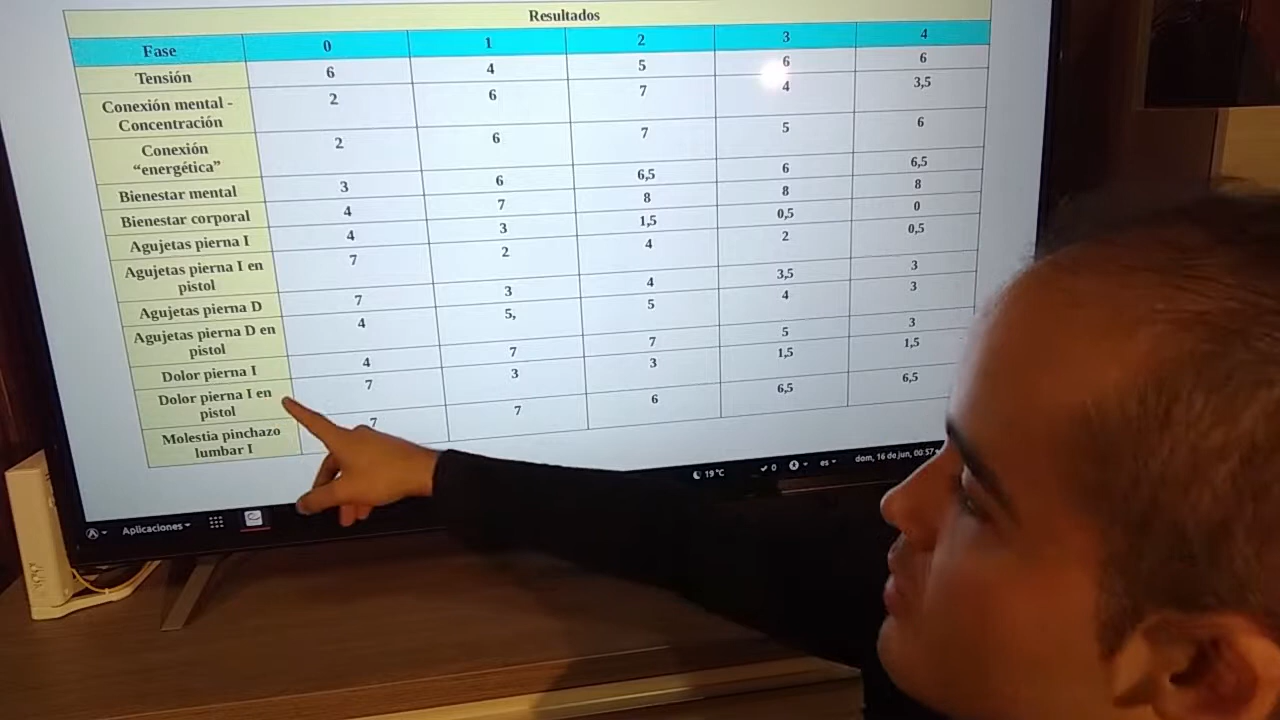 Resultados
Fase 0 1 2 3 4
Tensión 6 4 5 6 6
Conexión mental -
Concentración 2 6 7 4 3,5
Conexión
“energética” 2 6 7 5 6
Bienestar mental 3 6 6,5 6 6,5
Bienestar corporal 4 7 8 8 8
Agujetas pierna I 4 3 1,5 0,5 0
Agujetas pierna I en
pistol 7 2 4 2 0,5
Agujetas pierna D 7 3 4 3,5 3
Agujetas pierna D en
pistol 4 5, 5 4 3
Dolor pierna I 4 7 7 5 3
Dolor pierna I en
pistol 7 3 3 1,5 1,5
Molestia pinchazo
lumbar I 7 7 6 6,5 6,5
Aplicaciones 19°C 0 es dom, 16 de jun, 00:57